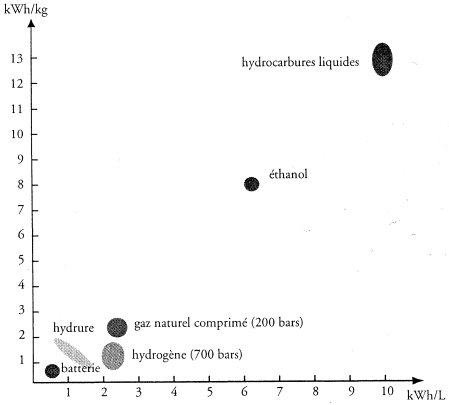 kWh/kg
13
hydrocarbures liquides
12
11
10
9
8
éthanol
7
6
5
4
3
gaz naturel comprimé (200 bars)
hydrure
2
hydrogène (700 bars)
1
batterie
1 2 3 4 5 6 7 8 9 10
kWh/L